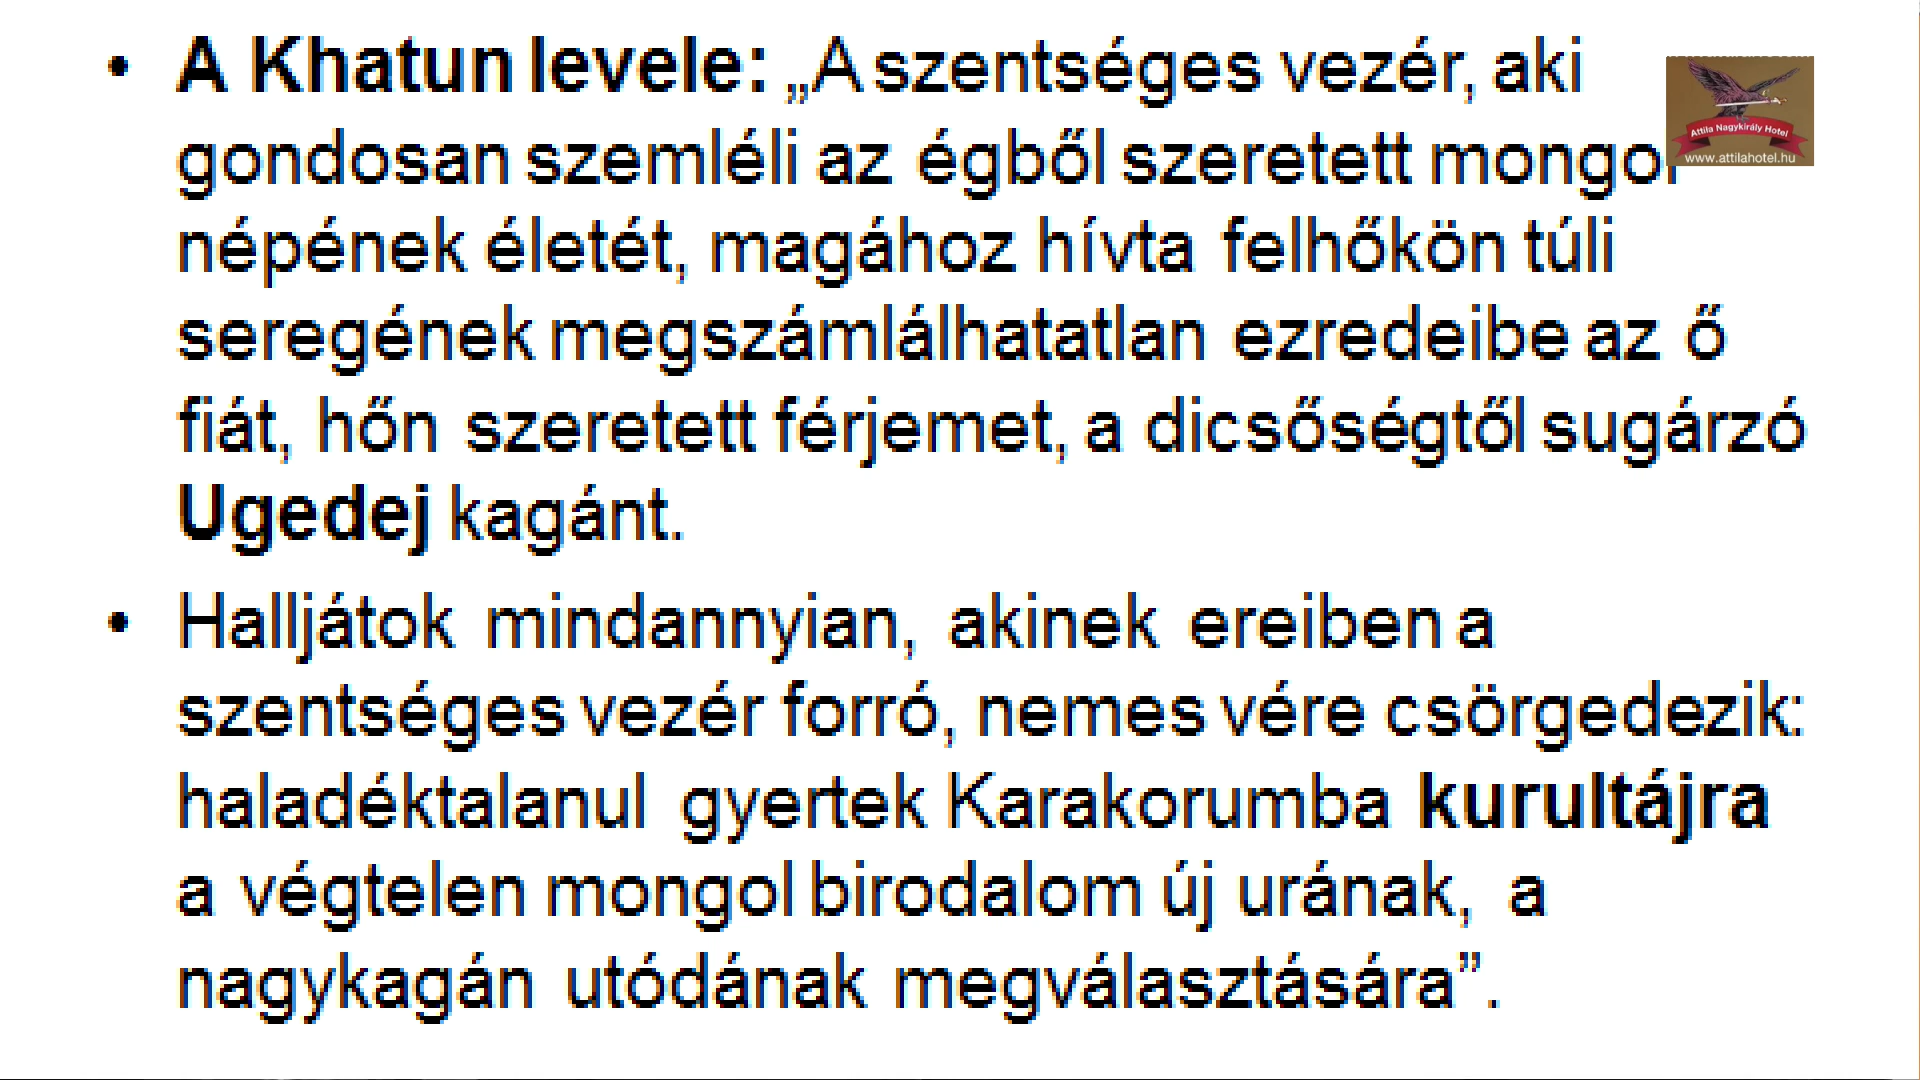 • A Khatun levele: „A szentséges vezér, aki
gondosan szemléli az égből szeretett mongol
népének életét, magához hívta felhőkön túli
seregének megszámlálhatatlan ezredeibe az ő
fiát, hőn szeretett férjemet, a dicsőségtől sugárzó
Ugedej kagánt.
• Halljátok mindannyian, akinek ereiben a
szentséges vezér forró, nemes vére csörgedezik:
haladéktalanul gyertek Karakorumba kurultájra
a végtelen mongol birodalom új urának, a
nagykagán utódának megválasztására”.
Attila Nagykirály Hotel
www.attilahotel.hu